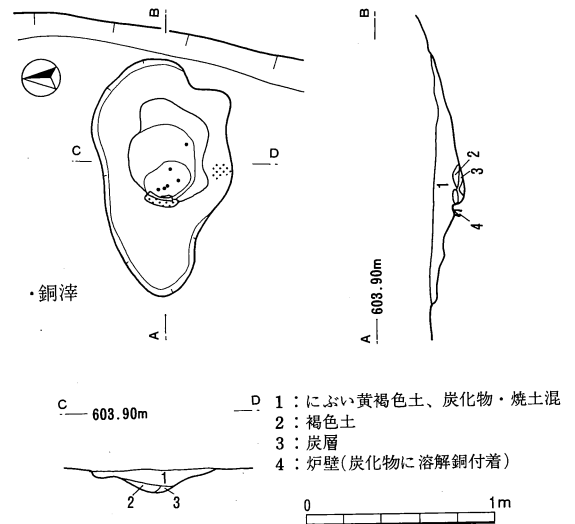 B
C
D
・銅滓
A
B
1
2
3
4
A
603.90m
C
603.90m
D
1
2
3
1：にぶい黄褐色土、炭化物・焼土混
2：褐色土
3：炭層
4：炉壁（炭化物に溶解銅付着）
0
1m